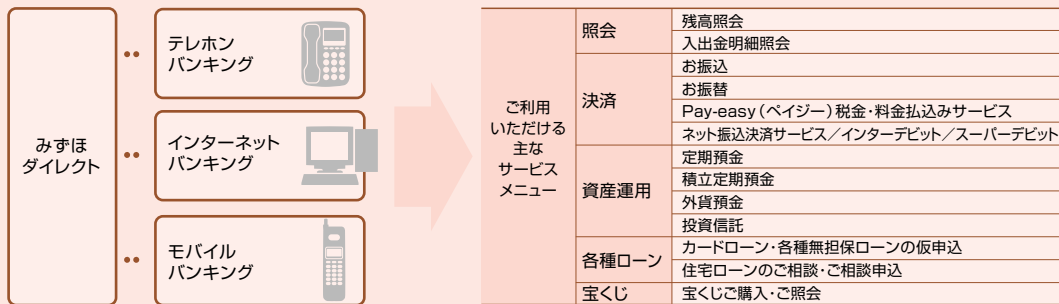 みずほ
ダイレクト
テレホン
バンキング
インターネット
バンキング
モバイル
バンキング
ご利用
いただける
主な
サービス
メニュー
照会
残高照会
入出金明細照会
決済
お振込
お振替
Pay-easy（ペイジー）税金・料金払込みサービス
ネット振込決済サービス／インターデビット／スーパーデビット
資産運用
定期預金
積立定期預金
外貨預金
投資信託
各種ローン
カードローン・各種無担保ローンの仮申込
住宅ローンのご相談・ご相談申込
宝くじ
宝くじご購入・ご照会